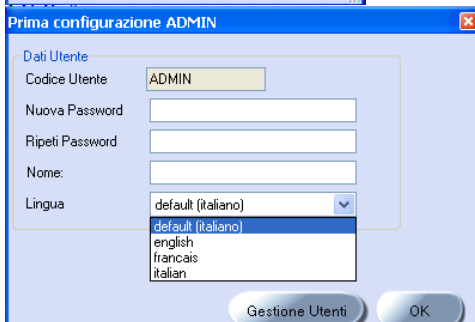 Prima configurazione ADMIN
Dati Utente
Codice Utente ADMIN
Nuova Password
Ripeti Password
Nome:
Lingua default (italiano)
default (italiano)
english
francais
italian
Gestione Utenti OK